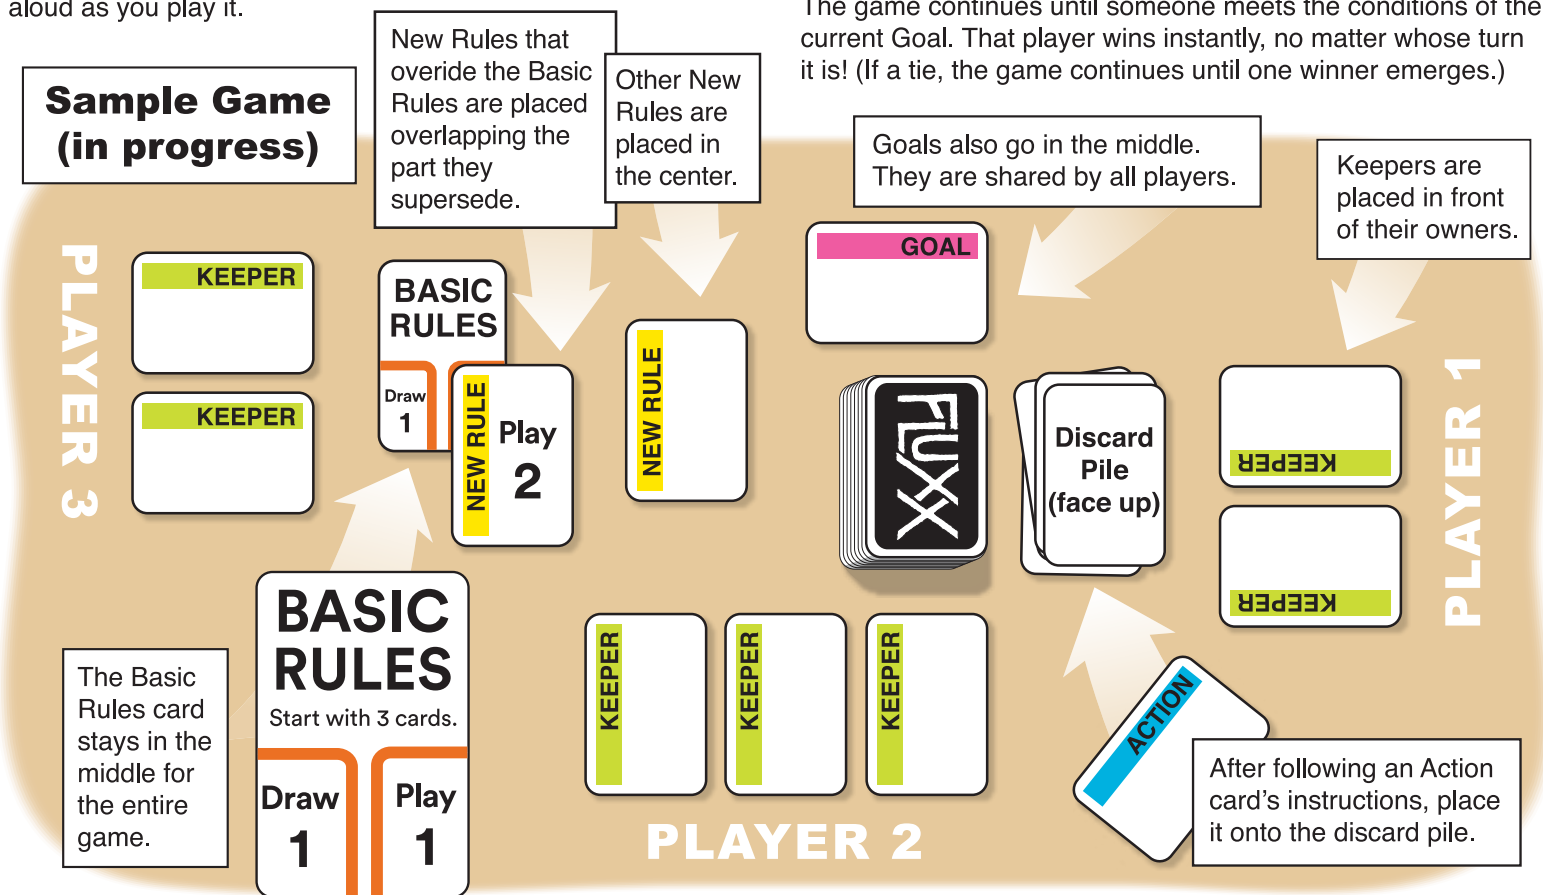 aloud as you play it.
The game continues until someone meets the conditions of the
current Goal. That player wins instantly, no matter whose turn
it is! (If a tie, the game continues until one winner emerges.)
Sample Game
(in progress)
New Rules that
overide the Basic
Rules are placed
overlapping the
part they
supersede.
Other New
Rules are
placed in
the center.
Goals also go in the middle.
They are shared by all players.
Keepers are
placed in front
of their owners.
PLAYER 3
KEEPER
KEEPER
BASIC
RULES
Draw
1
NEW RULE
Play
2
NEW RULE
GOAL
FLUXX
Discard
Pile
(face up)
KEEPER
KEEPER
PLAYER 1
The Basic
Rules card
stays in the
middle for
the entire
game.
BASIC
RULES
Start with 3 cards.
Draw
1
Play
1
KEEPER
KEEPER
KEEPER
PLAYER 2
ACTION
After following an Action
card's instructions, place
it onto the discard pile.